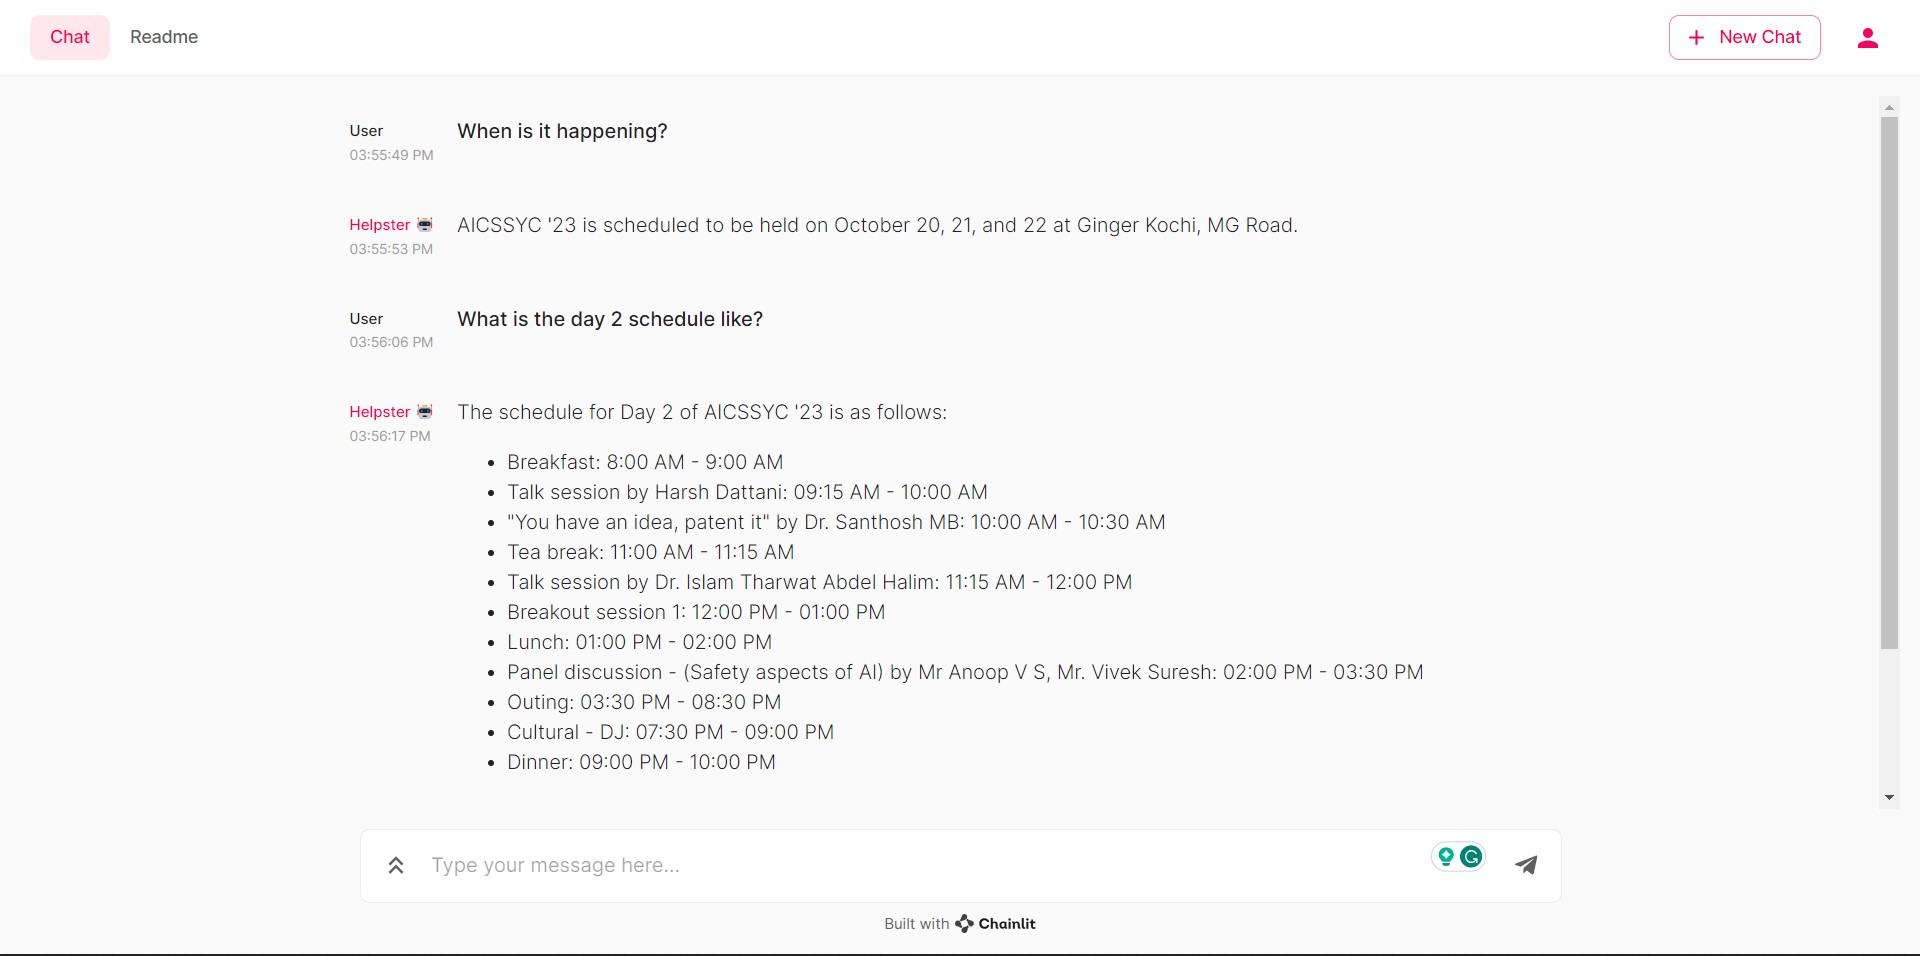 Chat
Readme
+ New Chat
User
When is it happening?
03:55:49 PM
Helpster
AICSSYC '23 is scheduled to be held on October 20, 21, and 22 at Ginger Kochi, MG Road.
03:55:53 PM
User
What is the day 2 schedule like?
03:56:06 PM
Helpster
The schedule for Day 2 of AICSSYC '23 is as follows:
03:56:17 PM
• Breakfast: 8:00 AM - 9:00 AM
• Talk session by Harsh Dattani: 09:15 AM - 10:00 AM
• "You have an idea, patent it" by Dr. Santhosh MB: 10:00 AM - 10:30 AM
• Tea break: 11:00 AM - 11:15 AM
• Talk session by Dr. Islam Tharwat Abdel Halim: 11:15 AM - 12:00 PM
• Breakout session 1: 12:00 PM - 01:00 PM
• Lunch: 01:00 PM - 02:00 PM
• Panel discussion - (Safety aspects of AI) by Mr Anoop V S, Mr. Vivek Suresh: 02:00 PM - 03:30 PM
• Outing: 03:30 PM - 08:30 PM
• Cultural - DJ: 07:30 PM - 09:00 PM
• Dinner: 09:00 PM - 10:00 PM
Type your message here...
Built with Chainlit